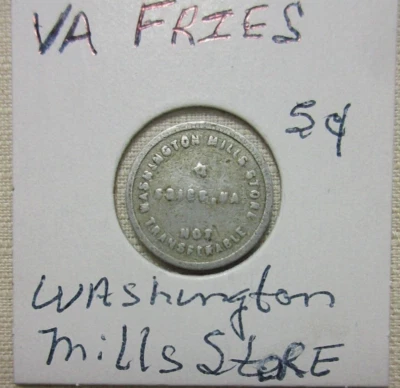 VA FRIES
5¢
WASHINGTON MILLS STORE
FRIES, VA.
NOT
TRANSFERABLE
WAShington
Mills StoRE